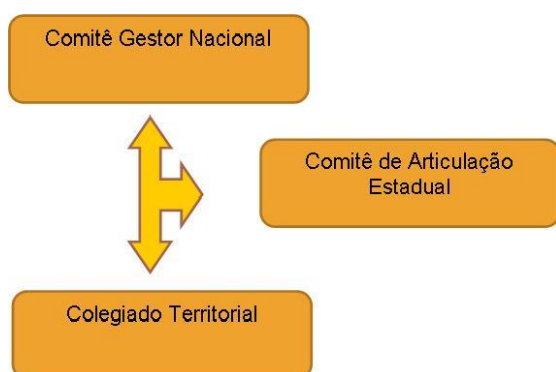 Comitê Gestor Nacional
Comitê de Articulação
Estadual
Colegiado Territorial